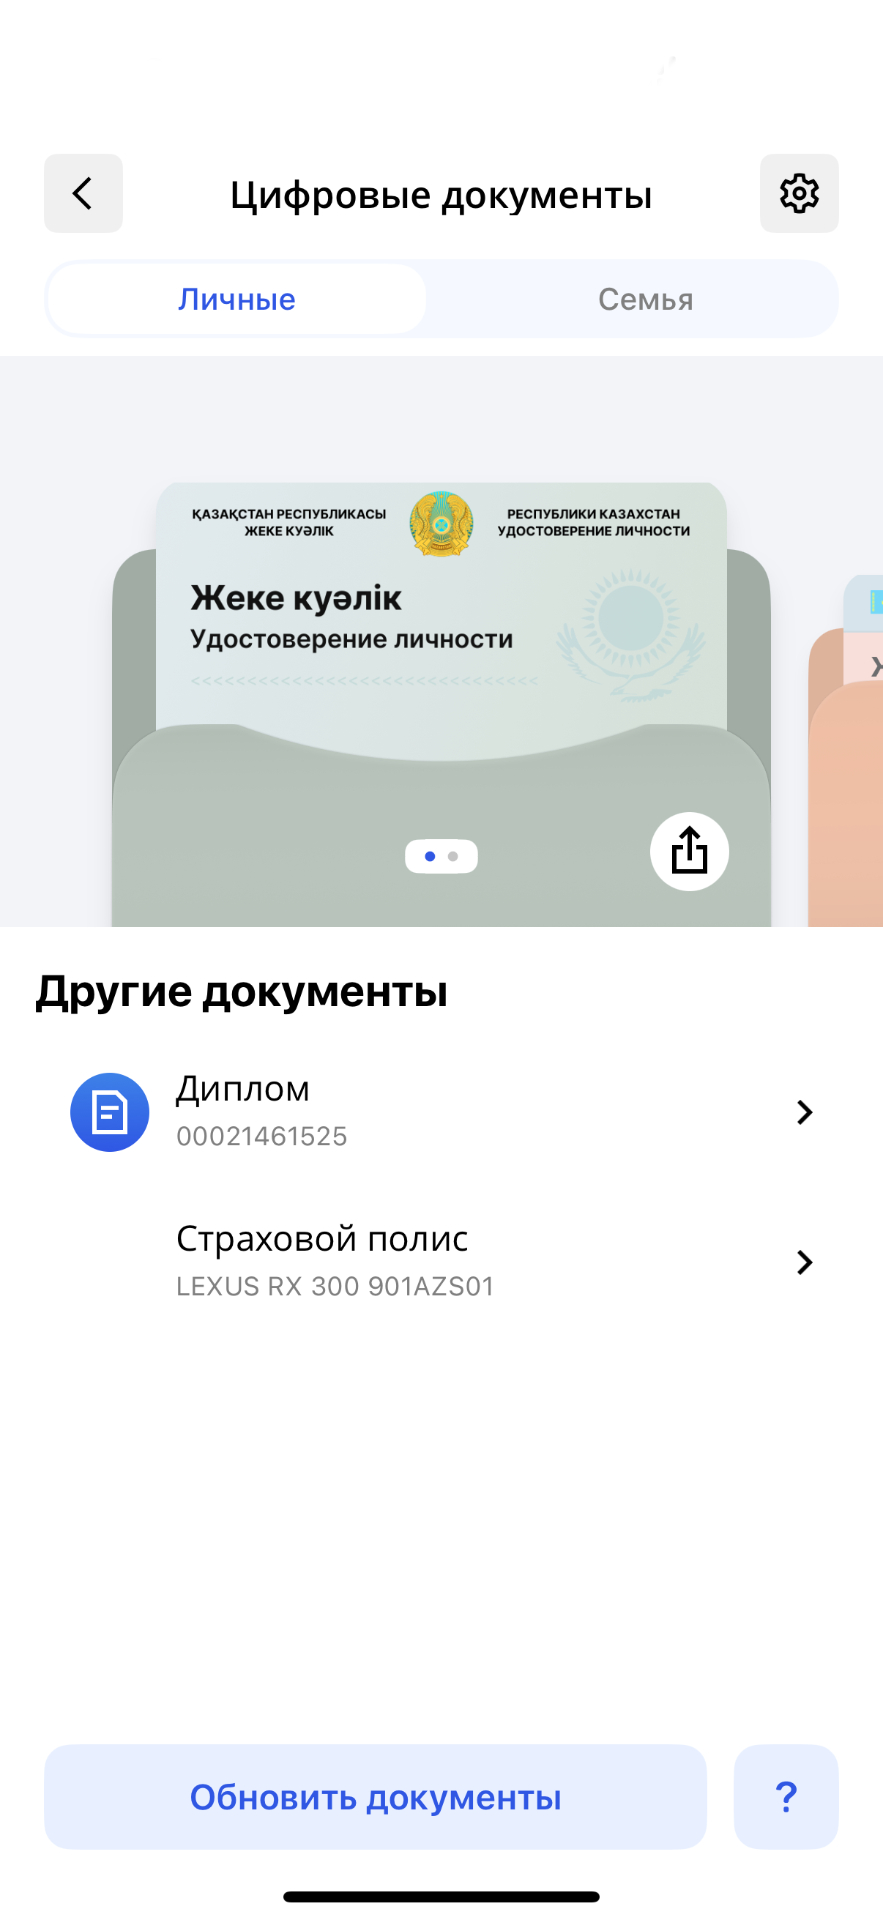 Цифровые документы
Личные
Семья
ҚАЗАҚСТАН РЕСПУБЛИКАСЫ
ЖЕКЕ КУӘЛІК
РЕСПУБЛИКИ КАЗАХСТАН
УДОСТОВЕРЕНИЕ ЛИЧНОСТИ
Жеке куәлік
Удостоверение личности
<<<<<<<<<<<<<<<<<<<<<<<<<<<<<<<
Другие документы
Диплом
00021461525
Страховой полис
LEXUS RX 300 901AZS01
Обновить документы
?